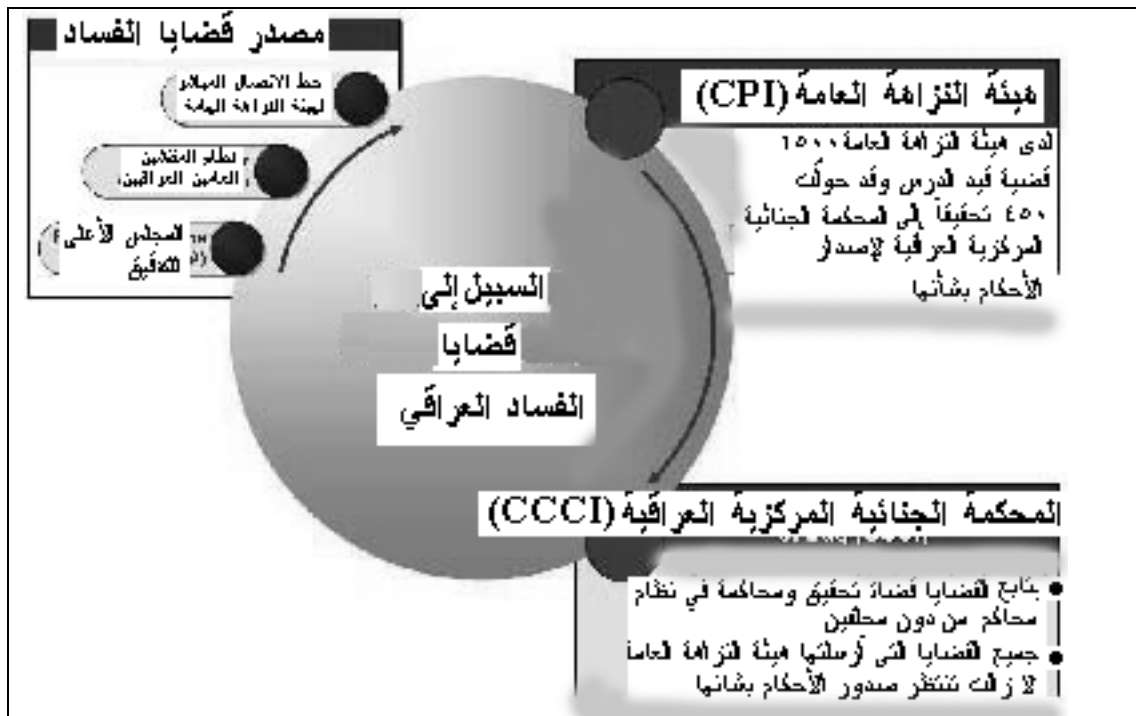 مصدر قضايا الفساد
خط الاتصال المباشر
لهيئة النزاهة العامة
نظام المفتشين
العامين العراقيين
المجلس الأعلى
للتدقيق
هيئة النزاهة العامة (CPI)
لدى هيئة النزاهة العامة ١٥٠٠
قضية قيد الدرس وقد حولت
٤٥٠ تحقيقاً إلى المحكمة الجنائية
المركزية العراقية لإصدار
الأحكام بشأنها
السبيل إلى
قضايا
الفساد العراقي
المحكمة الجنائية المركزية العراقية (CCCI)
يتابع القضايا قضاة تحقيق ومحاكمة في نظام
محاكم من دون محلفين
جميع القضايا التي أرسلتها هيئة النزاهة العامة
لا زالت تنتظر صدور الأحكام بشأنها